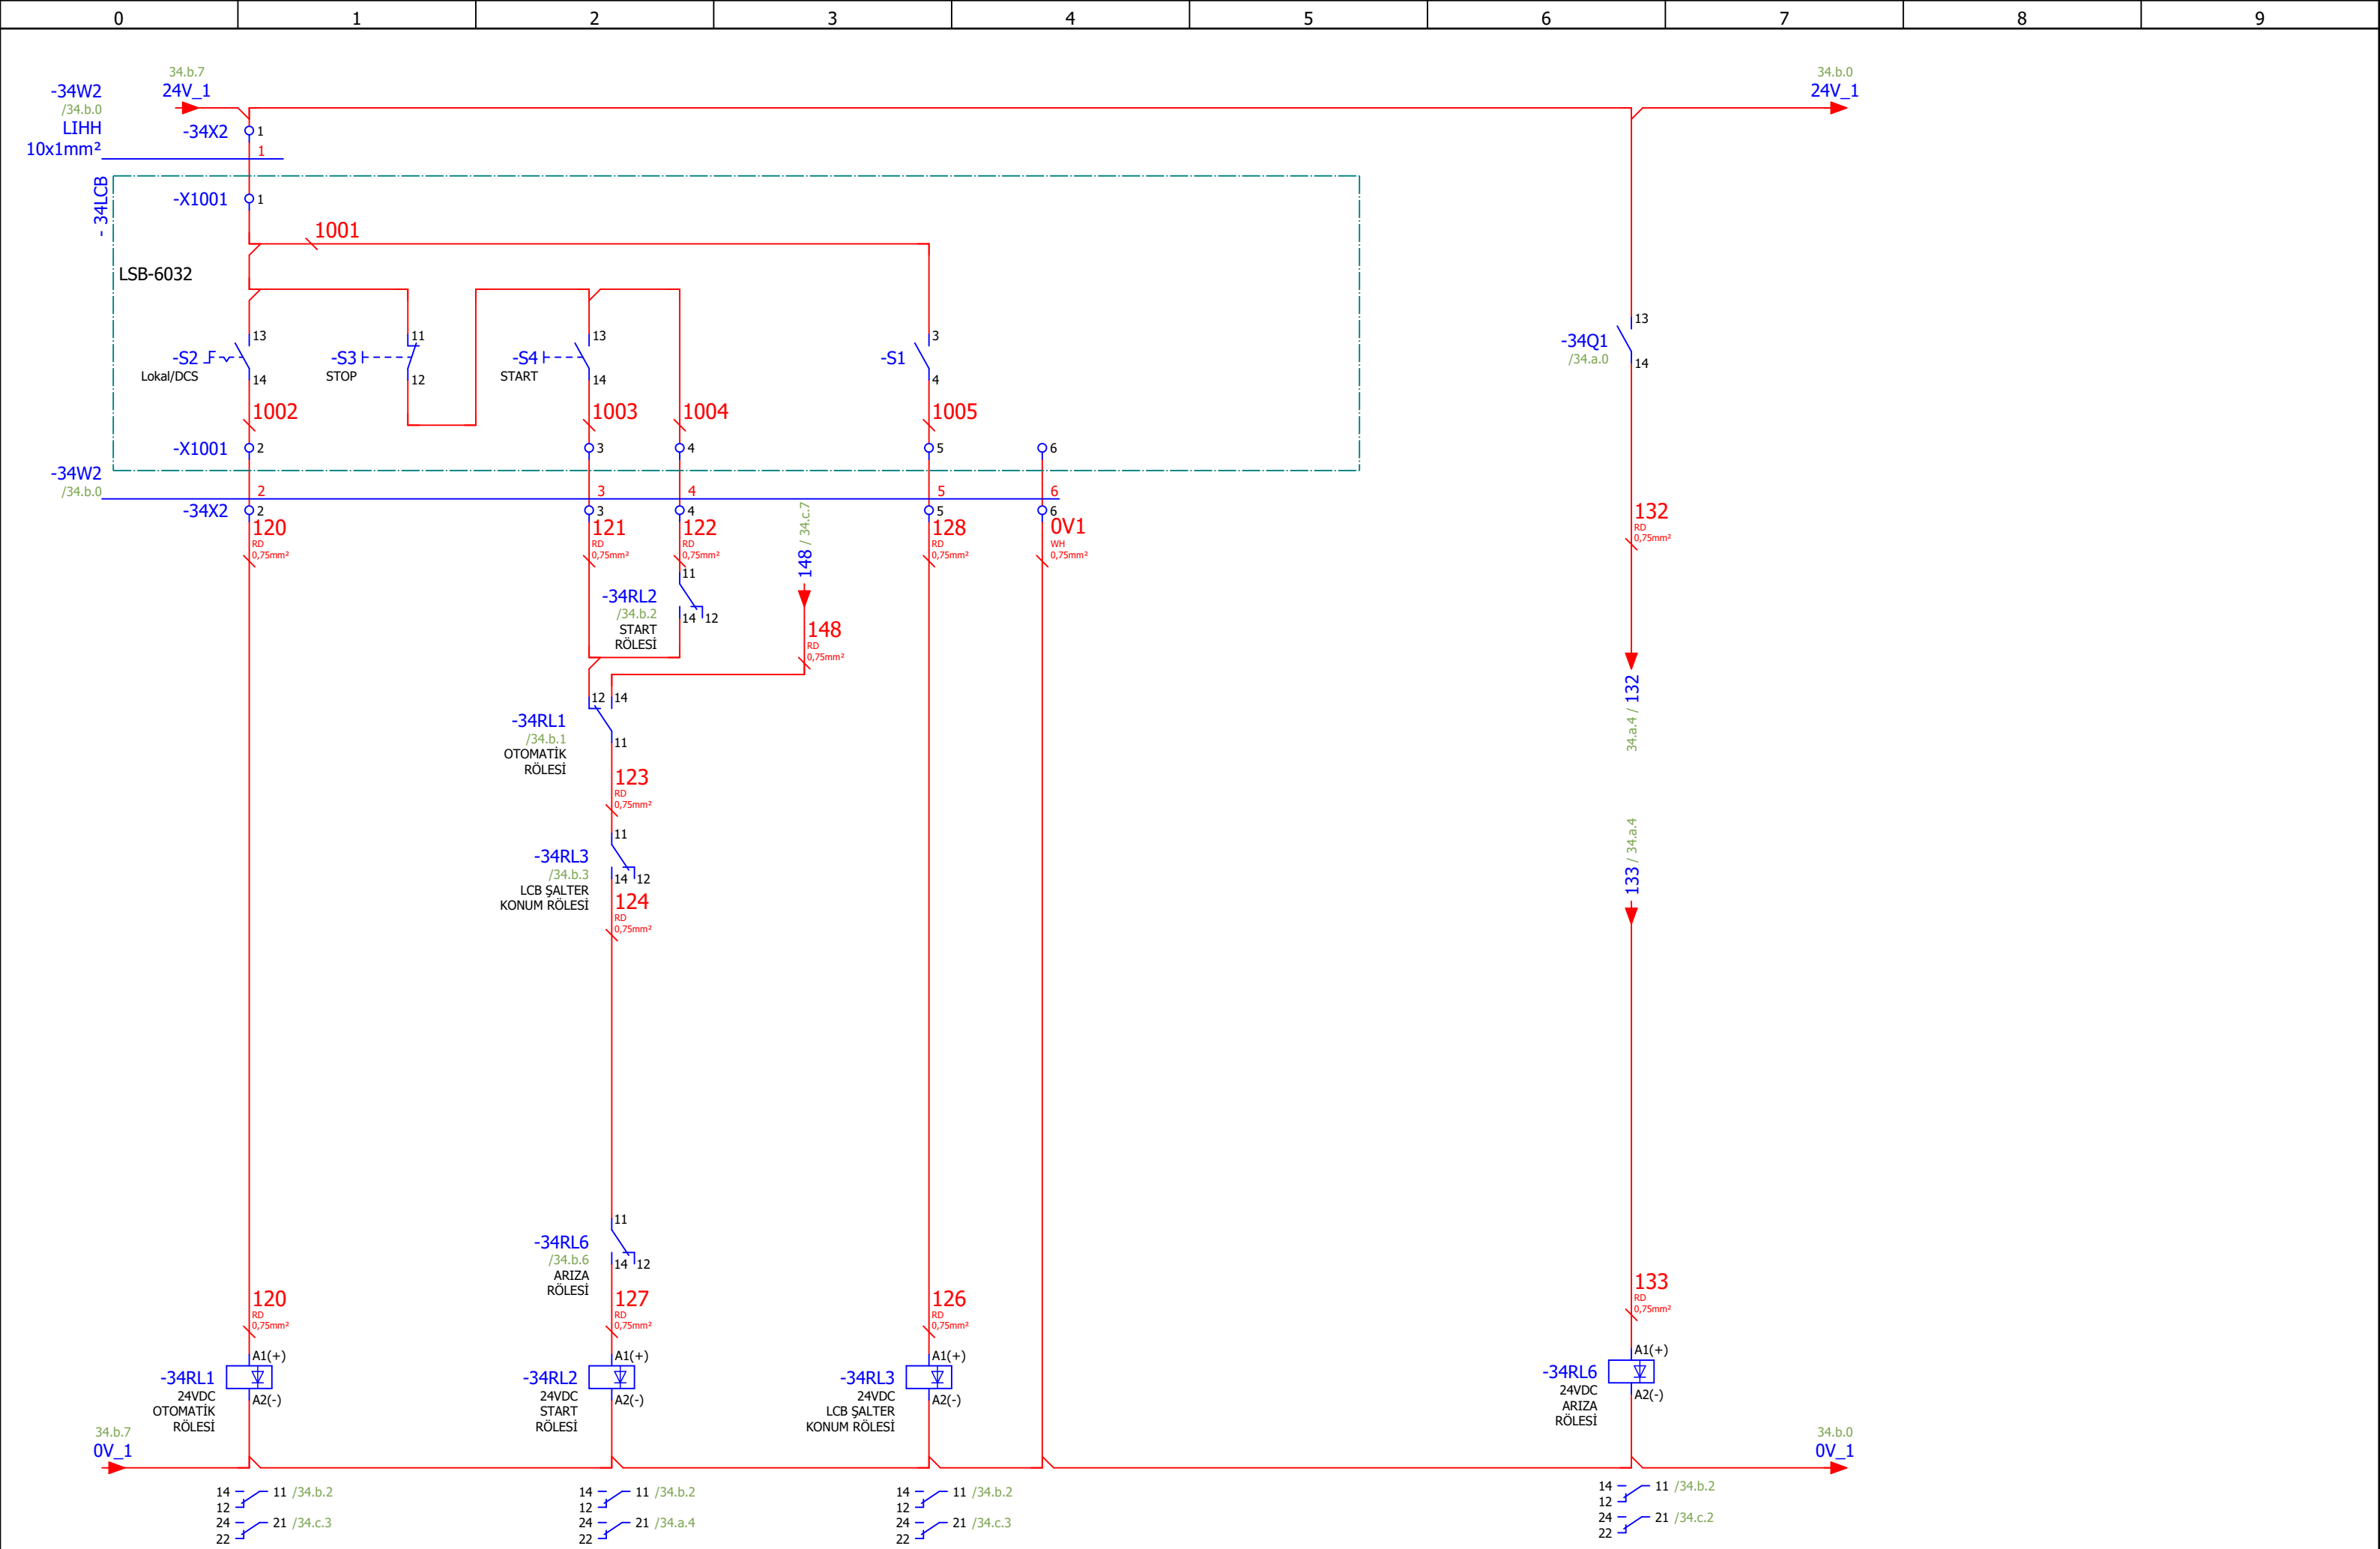 0 1 2 3 4 5 6 7 8 9
34.b.7
24V_1
34.b.0
24V_1
-34W2
/34.b.0
LIHH
10x1mm²
-34X2 1
1
- 34LCB
-X1001 1
1001
LSB-6032
-S2
Lokal/DCS
13
14
-S3
STOP
11
12
-S4
START
13
14
-S1
3
4
-34Q1
/34.a.0
13
14
1002
1003
1004
1005
-X1001 2 3 4 5 6
-34W2
/34.b.0
2 3 4 5 6
-34X2 2 3 4 5 6
120
RD
0,75mm²
121
RD
0,75mm²
122
RD
0,75mm²
148 / 34.c.7
128
RD
0,75mm²
0V1
WH
0,75mm²
132
RD
0,75mm²
-34RL2
/34.b.2
START
RÖLESİ
11
14 12
148
RD
0,75mm²
34.a.4 / 132
12 14
-34RL1
/34.b.1
OTOMATİK
RÖLESİ
11
123
RD
0,75mm²
11
-34RL3
/34.b.3
LCB ŞALTER
KONUM RÖLESİ
14 12
124
RD
0,75mm²
133 / 34.a.4
11
-34RL6
/34.b.6
ARIZA
RÖLESİ
14 12
120
RD
0,75mm²
127
RD
0,75mm²
126
RD
0,75mm²
133
RD
0,75mm²
-34RL1
24VDC
OTOMATİK
RÖLESİ
A1(+)
A2(-)
-34RL2
24VDC
START
RÖLESİ
A1(+)
A2(-)
-34RL3
24VDC
LCB ŞALTER
KONUM RÖLESİ
A1(+)
A2(-)
-34RL6
24VDC
ARIZA
RÖLESİ
A1(+)
A2(-)
34.b.7
0V_1
34.b.0
0V_1
14 11 /34.b.2
12
24 21 /34.c.3
22
14 11 /34.b.2
12
24 21 /34.a.4
22
14 11 /34.b.2
12
24 21 /34.c.3
22
14 11 /34.b.2
12
24 21 /34.c.2
22